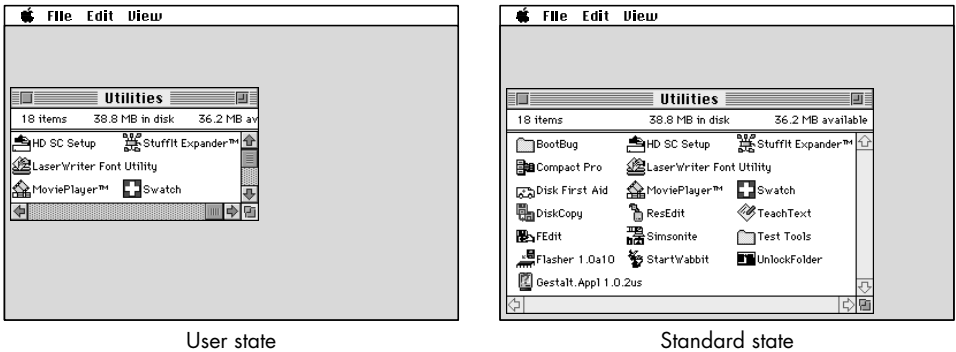 File Edit View
Utilities
18 items 38.8 MB in disk 36.2 MB av
HD SC Setup StuffIt Expander™
LaserWriter Font Utility
MoviePlayer™ Swatch
User state
File Edit View
Utilities
18 items 38.8 MB in disk 36.2 MB available
BootBug HD SC Setup StuffIt Expander™
Compact Pro LaserWriter Font Utility
Disk First Aid MoviePlayer™ Swatch
DiskCopy ResEdit TeachText
FEdit Simsonite Test Tools
Flasher 1.0a10 StartWabbit UnlockFolder
Gestalt.Appl 1.0.2us
Standard state